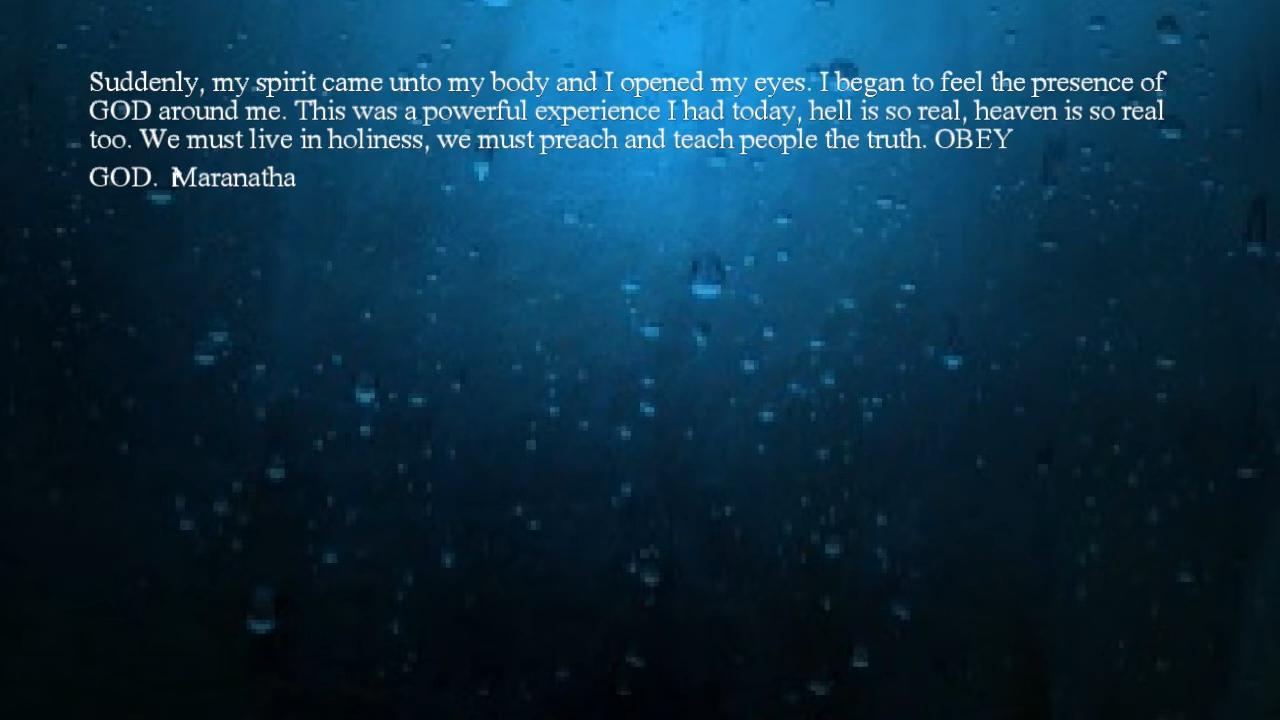 Suddenly, my spirit came unto my body and I opened my eyes. I began to feel the presence of
GOD around me. This was a powerful experience I had today, hell is so real, heaven is so real
too. We must live in holiness, we must preach and teach people the truth. OBEY
GOD. Maranatha